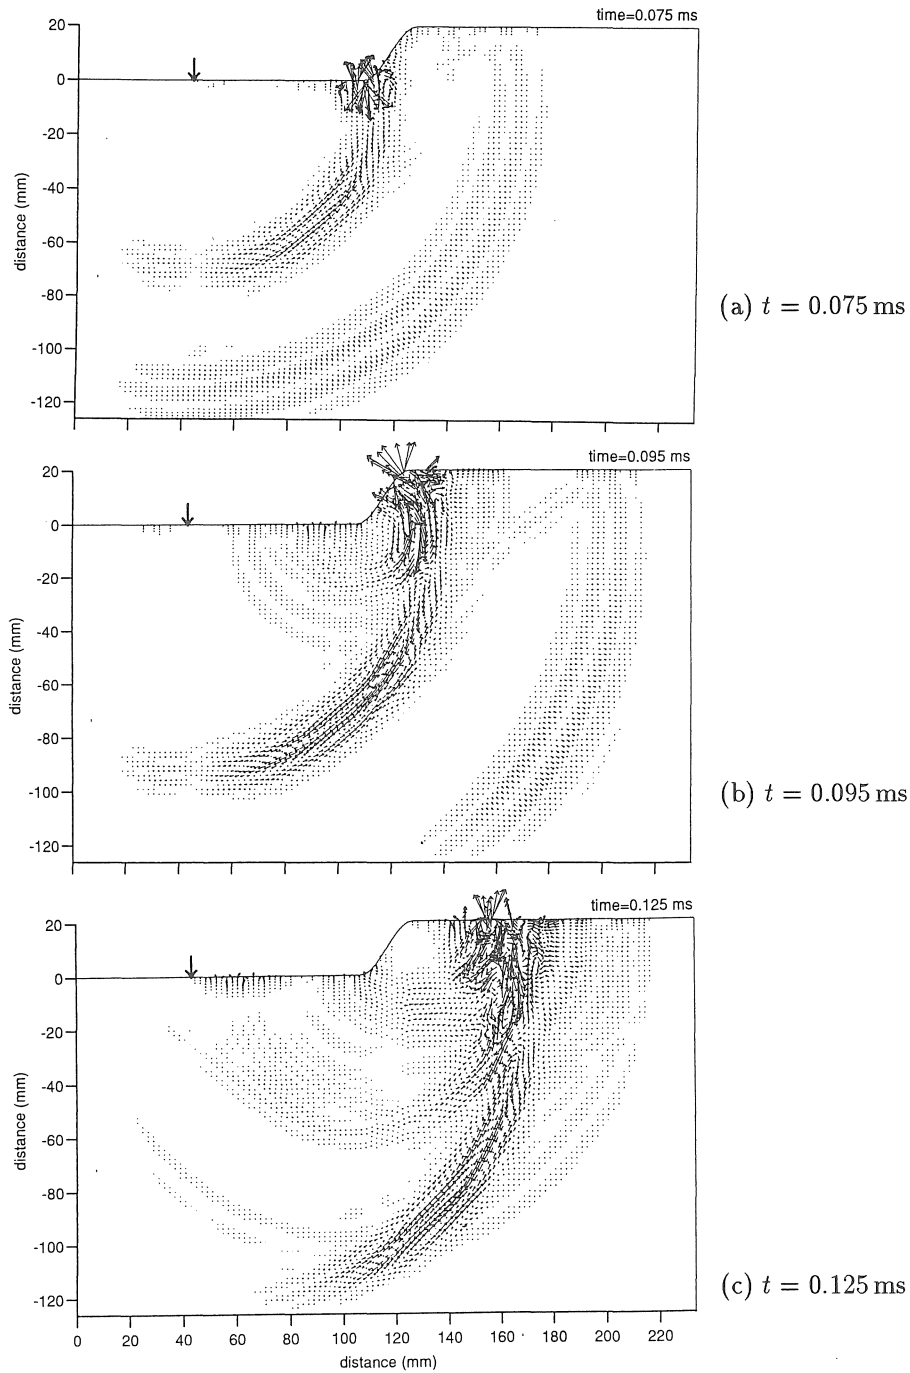 time=0.075 ms
20
0
-20
-40
-60
-80
-100
-120
distance (mm)
(a) t = 0.075 ms
time=0.095 ms
20
0
-20
-40
-60
-80
-100
-120
distance (mm)
(b) t = 0.095 ms
time=0.125 ms
20
0
-20
-40
-60
-80
-100
-120
distance (mm)
(c) t = 0.125 ms
0 20 40 60 80 100 120 140 160 180 200 220
distance (mm)